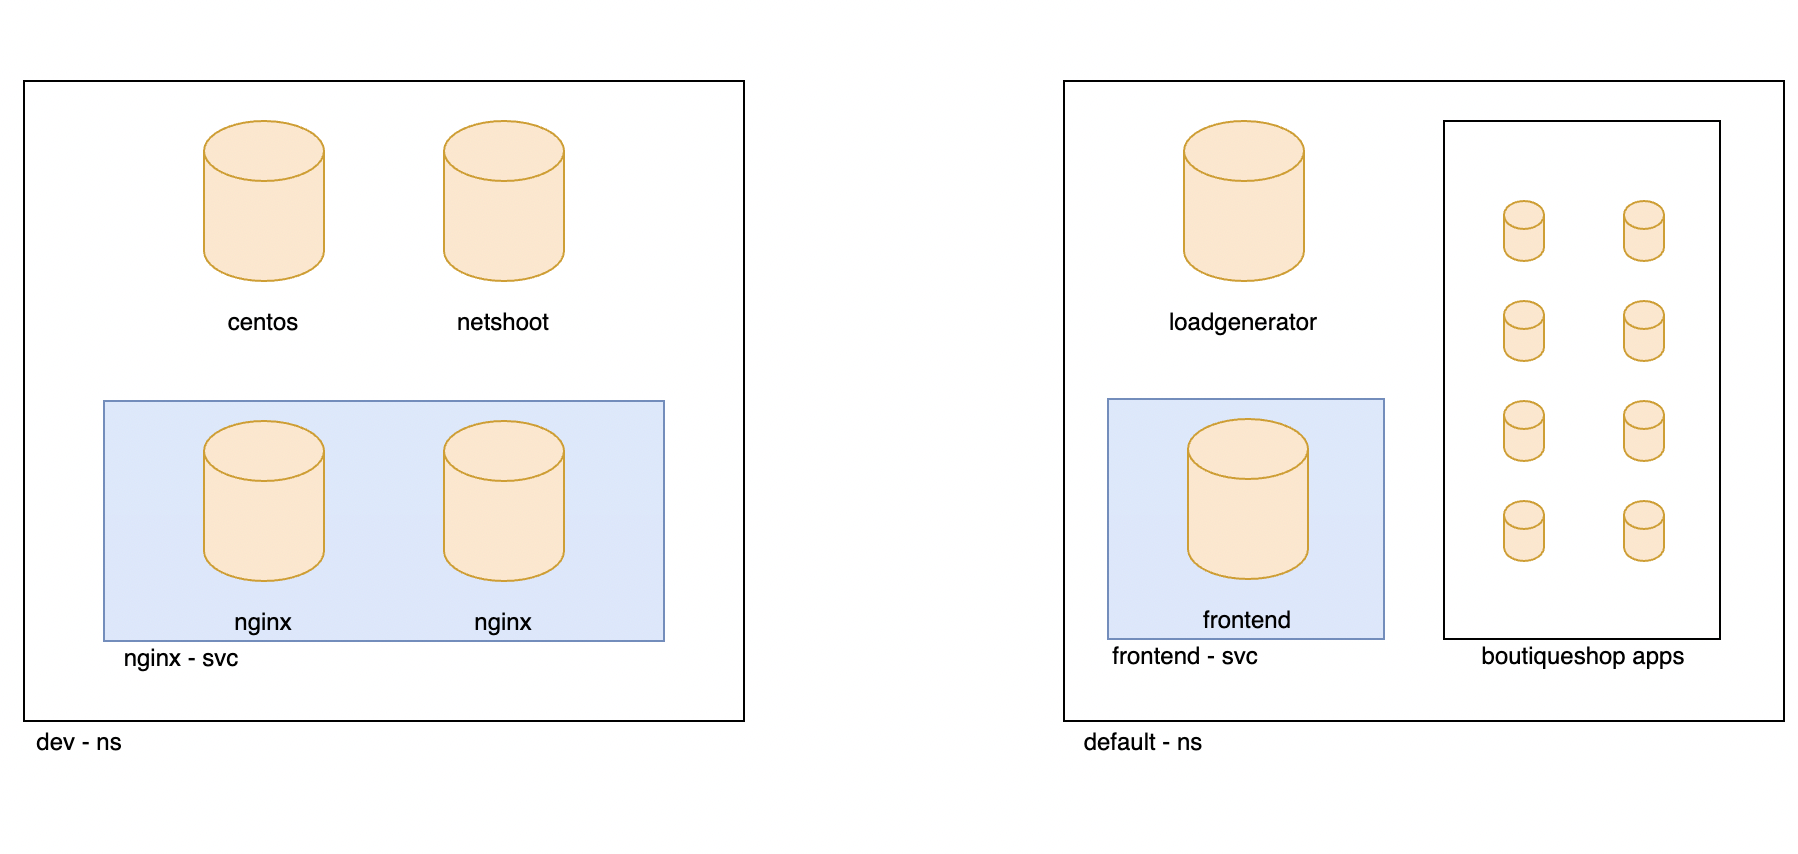 centos
netshoot
nginx
nginx
nginx - svc
dev - ns
loadgenerator
frontend
frontend - svc
boutiqueshop apps
default - ns